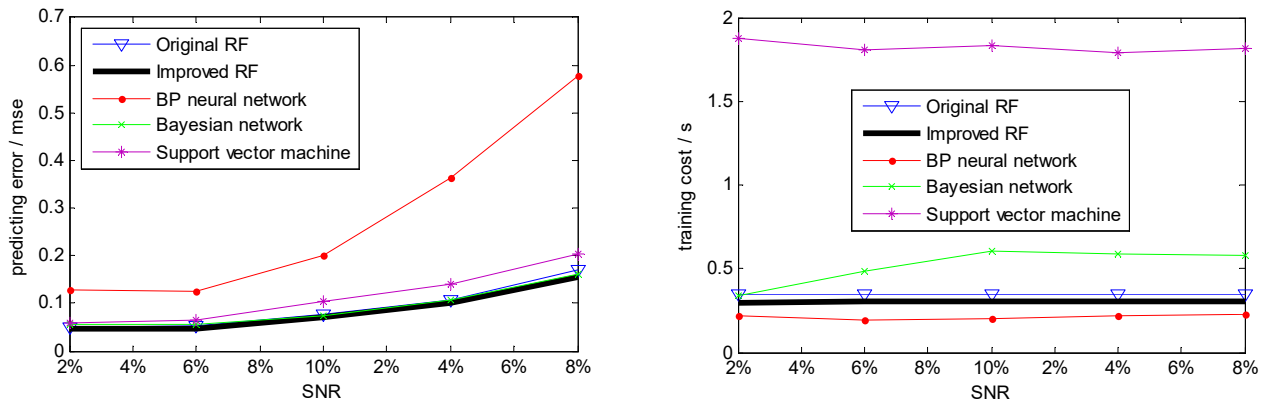 0.7
0.6
0.5
0.4
0.3
0.2
0.1
0
predicting error / mse
Original RF
Improved RF
BP neural network
Bayesian network
Support vector machine
2% 4% 6% 8% 10% 2% 4% 6% 8%
SNR
2
1.5
1
0.5
0
training cost / s
Original RF
Improved RF
BP neural network
Bayesian network
Support vector machine
2% 4% 6% 8% 10% 2% 4% 6% 8%
SNR